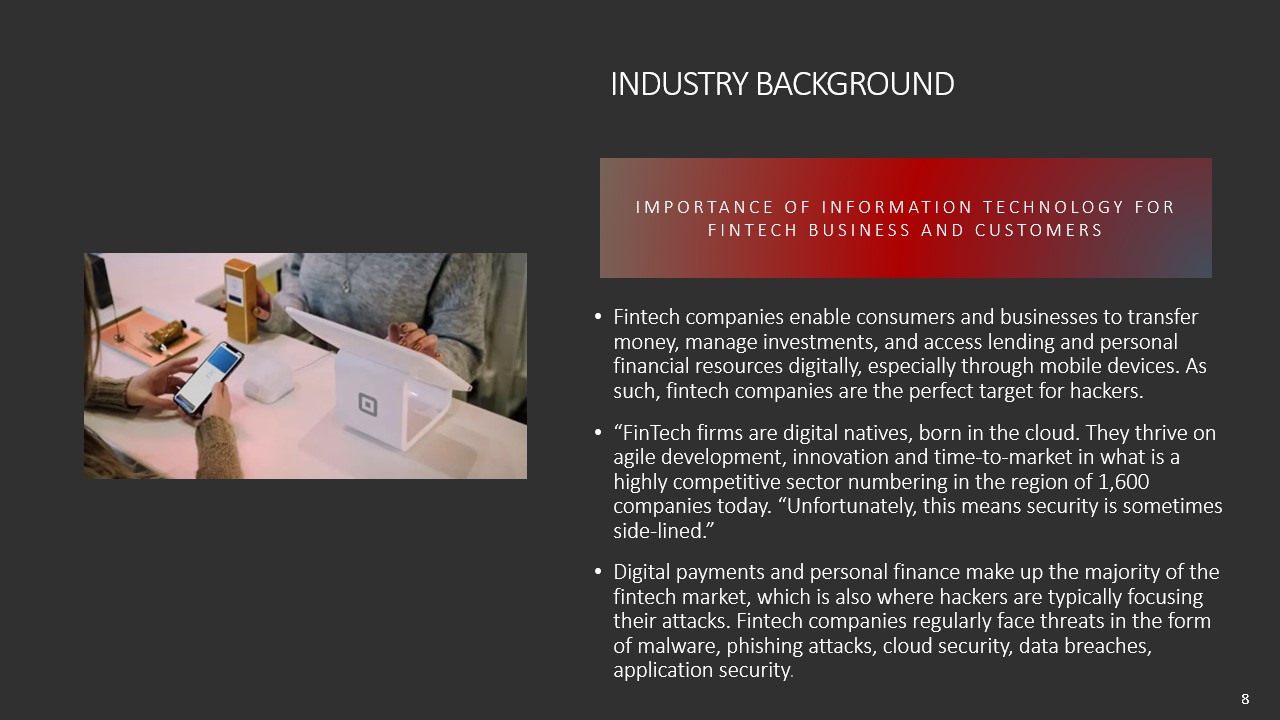 INDUSTRY BACKGROUND
IMPORTANCE OF INFORMATION TECHNOLOGY FOR
FINTECH BUSINESS AND CUSTOMERS
• Fintech companies enable consumers and businesses to transfer
money, manage investments, and access lending and personal
financial resources digitally, especially through mobile devices. As
such, fintech companies are the perfect target for hackers.
• “FinTech firms are digital natives, born in the cloud. They thrive on
agile development, innovation and time-to-market in what is a
highly competitive sector numbering in the region of 1,600
companies today. “Unfortunately, this means security is sometimes
side-lined.”
• Digital payments and personal finance make up the majority of the
fintech market, which is also where hackers are typically focusing
their attacks. Fintech companies regularly face threats in the form
of malware, phishing attacks, cloud security, data breaches,
application security.
8